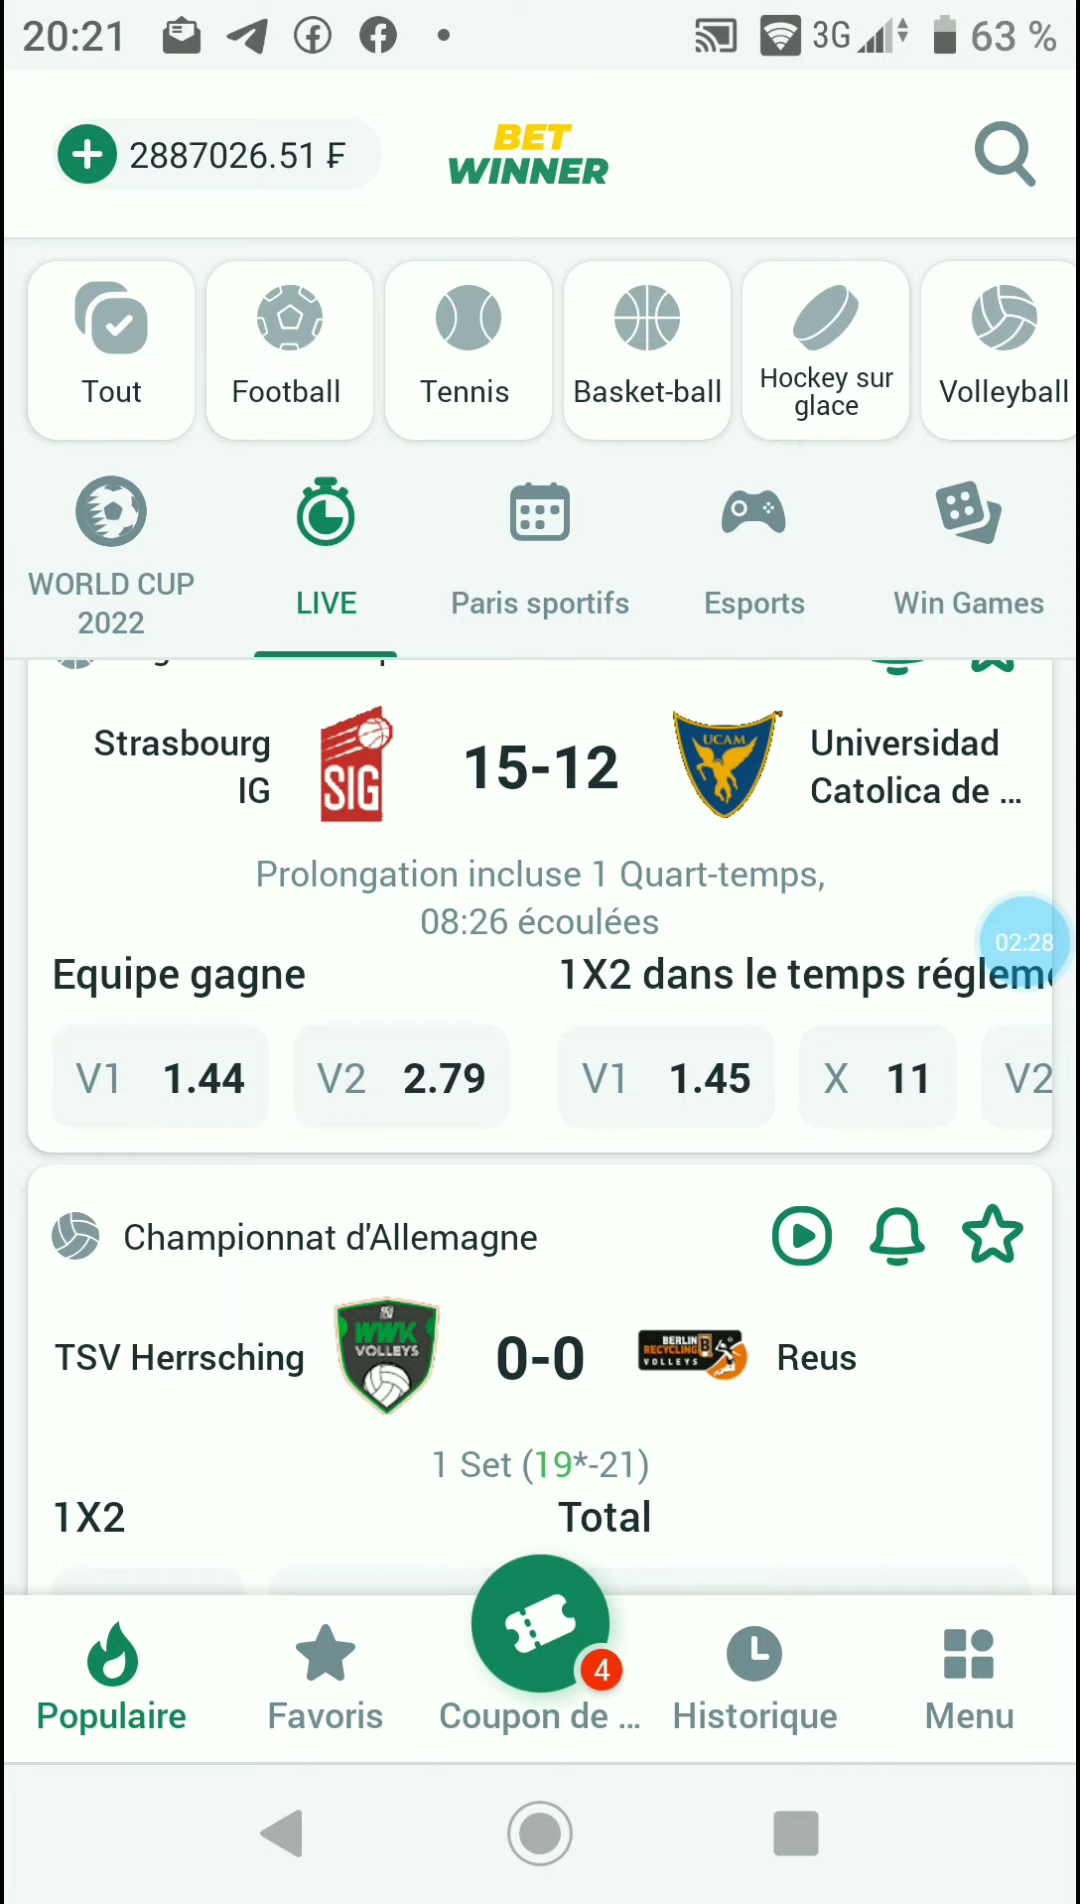 20:21
3G
63 %
2887026.51 ₣
BET
WINNER
Tout
Football
Tennis
Basket-ball
Hockey sur
glace
Volleyball
WORLD CUP
2022
LIVE
Paris sportifs
Esports
Win Games
Strasbourg
IG
SIG
15-12
UCAM
Universidad
Catolica de ...
Prolongation incluse 1 Quart-temps,
08:26 écoulées
02:28
Equipe gagne
1X2 dans le temps régleme
V1 1.44
V2 2.79
V1 1.45
X 11
V2
Championnat d'Allemagne
TSV Herrsching
WWK
VOLLEYS
0-0
BERLIN
RECYCLING
VOLLEYS
Reus
1 Set (19*-21)
1X2
Total
4
Populaire
Favoris
Coupon de ...
Historique
Menu